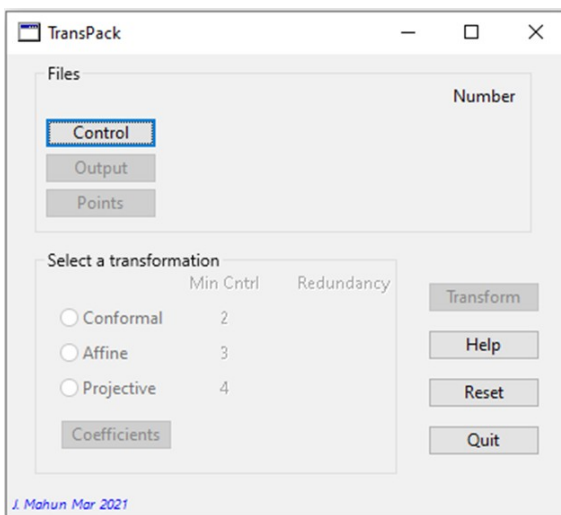 TransPack
Files
Number
Control
Output
Points
Select a transformation
Min Cntrl Redundancy
Conformal 2
Affine 3
Projective 4
Coefficients
Transform
Help
Reset
Quit
J. Mahun Mar 2021